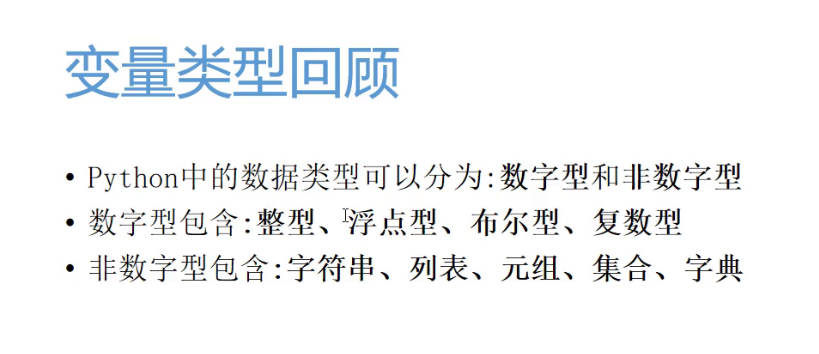 变量类型回顾
• Python中的数据类型可以分为:数字型和非数字型
• 数字型包含:整型、浮点型、布尔型、复数型
• 非数字型包含:字符串、列表、元组、集合、字典